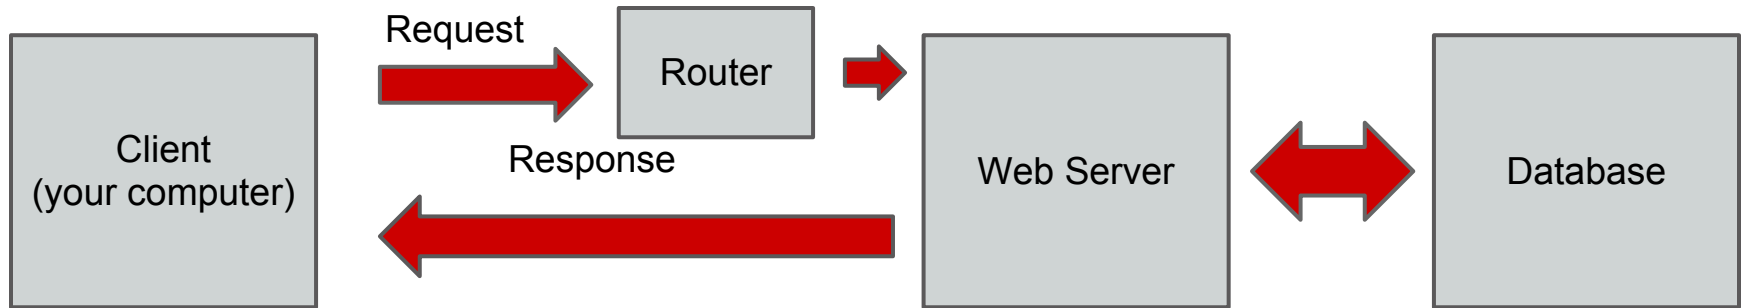 Request
Router
Client
(your computer)
Response
Web Server
Database